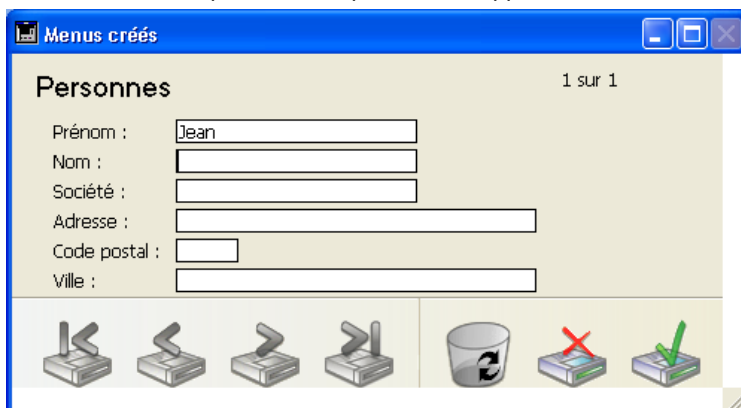 Menus créés
Personnes
1 sur 1
Prénom : Jean
Nom :
Société :
Adresse :
Code postal :
Ville :